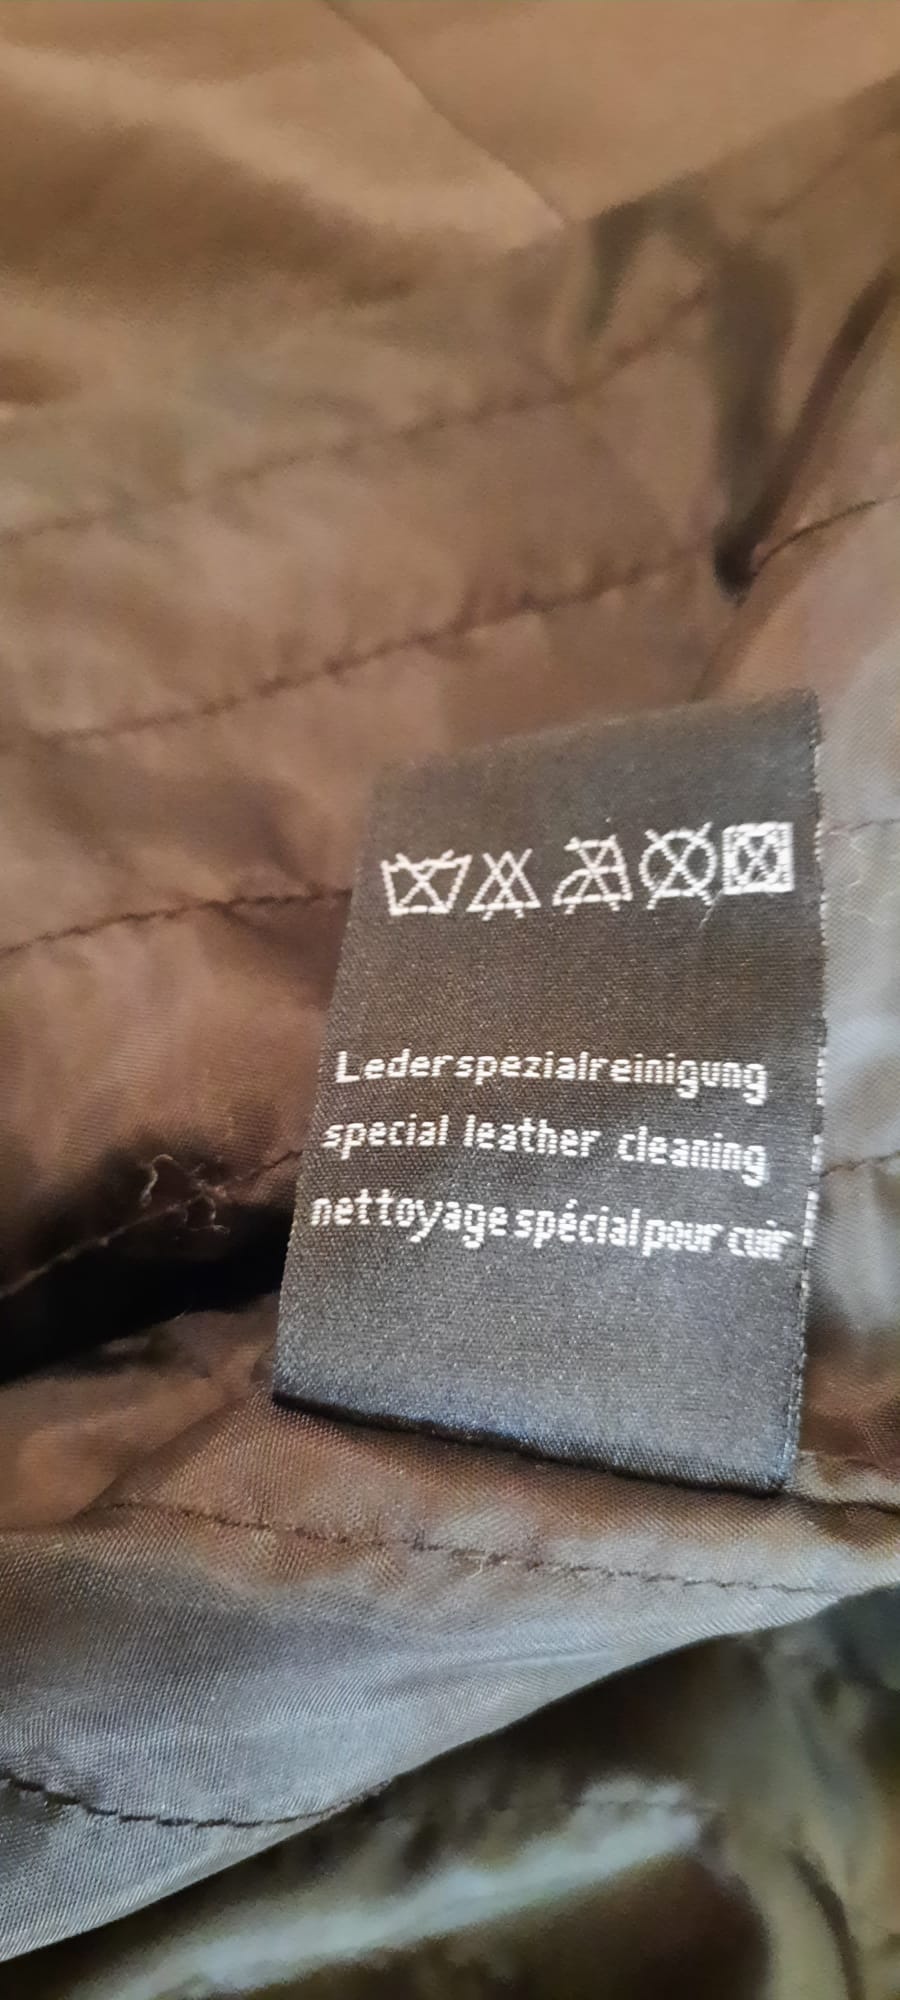 Lederspezialreinigung
special leather cleaning
nettoyage spécial pour cuir